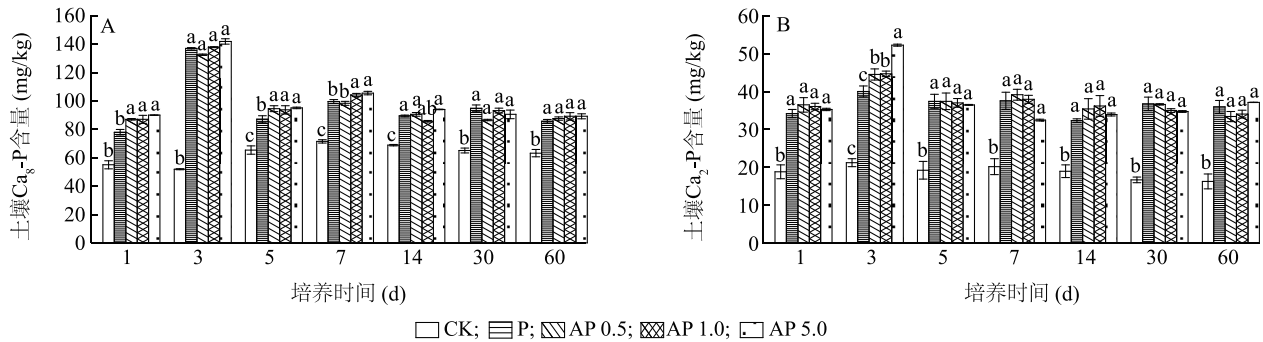 A
土壤Ca8-P含量 (mg/kg)
160
140
120
100
80
60
40
20
0
b b a a a
b a a a a
c b a a a
c b b a a
c a a ab a
b a a a a
b a a a a
1 3 5 7 14 30 60
培养时间 (d)
B
土壤Ca2-P含量 (mg/kg)
60
50
40
30
20
10
0
b a a a a
c c b b a
b a a a a
b a a a a
b a a a a
b a a a a
b a a a a
1 3 5 7 14 30 60
培养时间 (d)
CK; P; AP 0.5; AP 1.0; AP 5.0